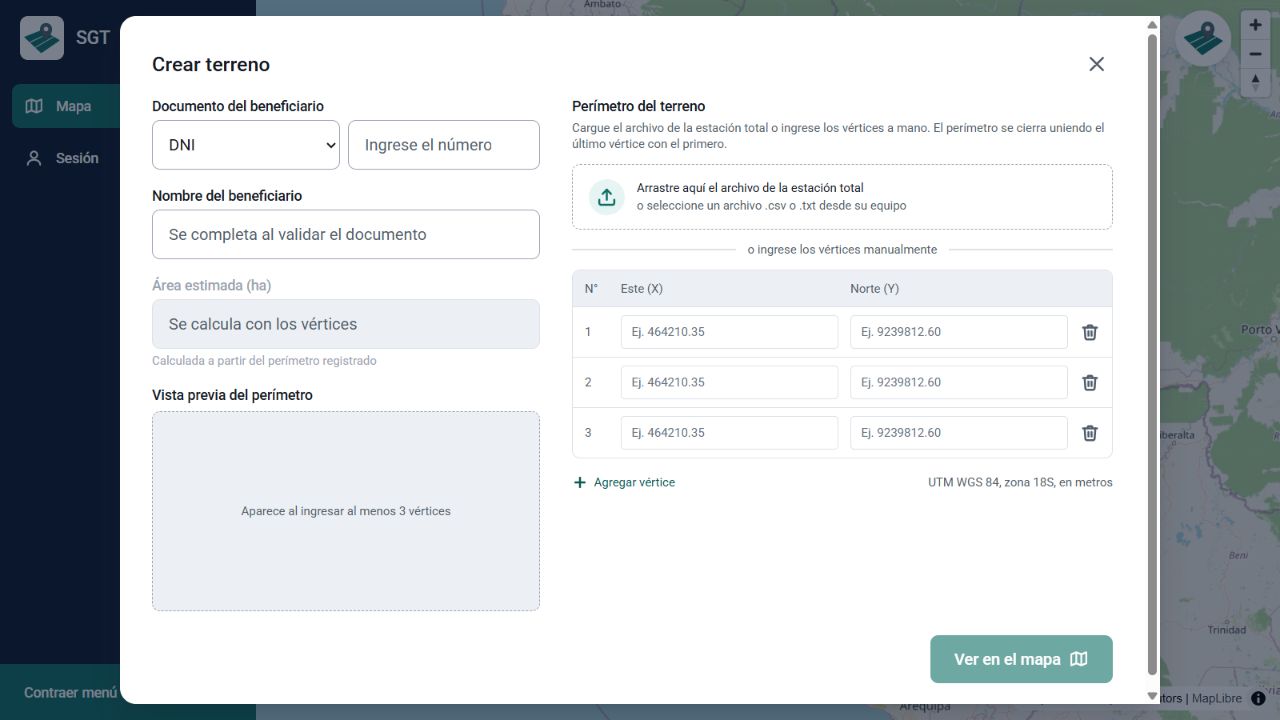 Ambato
SGT
Mapa
Sesión
Contraer menú
Crear terreno
Documento del beneficiario
DNI
Ingrese el número
Nombre del beneficiario
Se completa al validar el documento
Área estimada (ha)
Se calcula con los vértices
Calculada a partir del perímetro registrado
Vista previa del perímetro
Aparece al ingresar al menos 3 vértices
Perímetro del terreno
Cargue el archivo de la estación total o ingrese los vértices a mano. El perímetro se cierra uniendo el
último vértice con el primero.
Arrastre aquí el archivo de la estación total
o seleccione un archivo .csv o .txt desde su equipo
o ingrese los vértices manualmente
N° Este (X) Norte (Y)
1 Ej. 464210.35 Ej. 9239812.60
2 Ej. 464210.35 Ej. 9239812.60
3 Ej. 464210.35 Ej. 9239812.60
+ Agregar vértice
UTM WGS 84, zona 18S, en metros
Ver en el mapa
Porto V
iberalta
Beni
Trinidad
Arequipa
itors | MapLibre